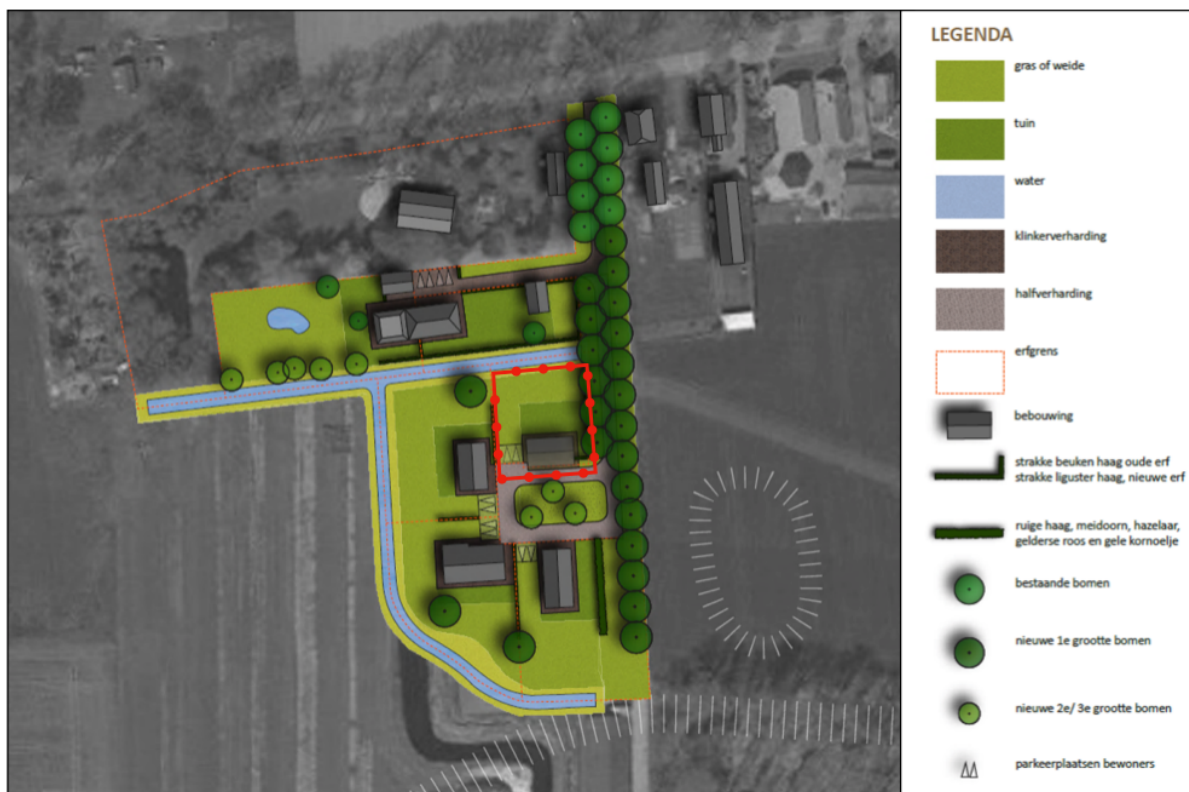 LEGENDA
gras of weide
tuin
water
klinkerverharding
halfverharding
erfgrens
bebouwing
strakke beuken haag oude erf
strakke liguster haag, nieuwe erf
ruige haag, meidoorn, hazelaar,
gelderse roos en gele kornoelje
bestaande bomen
nieuwe 1e grootte bomen
nieuwe 2e/ 3e grootte bomen
parkeerplaatsen bewoners